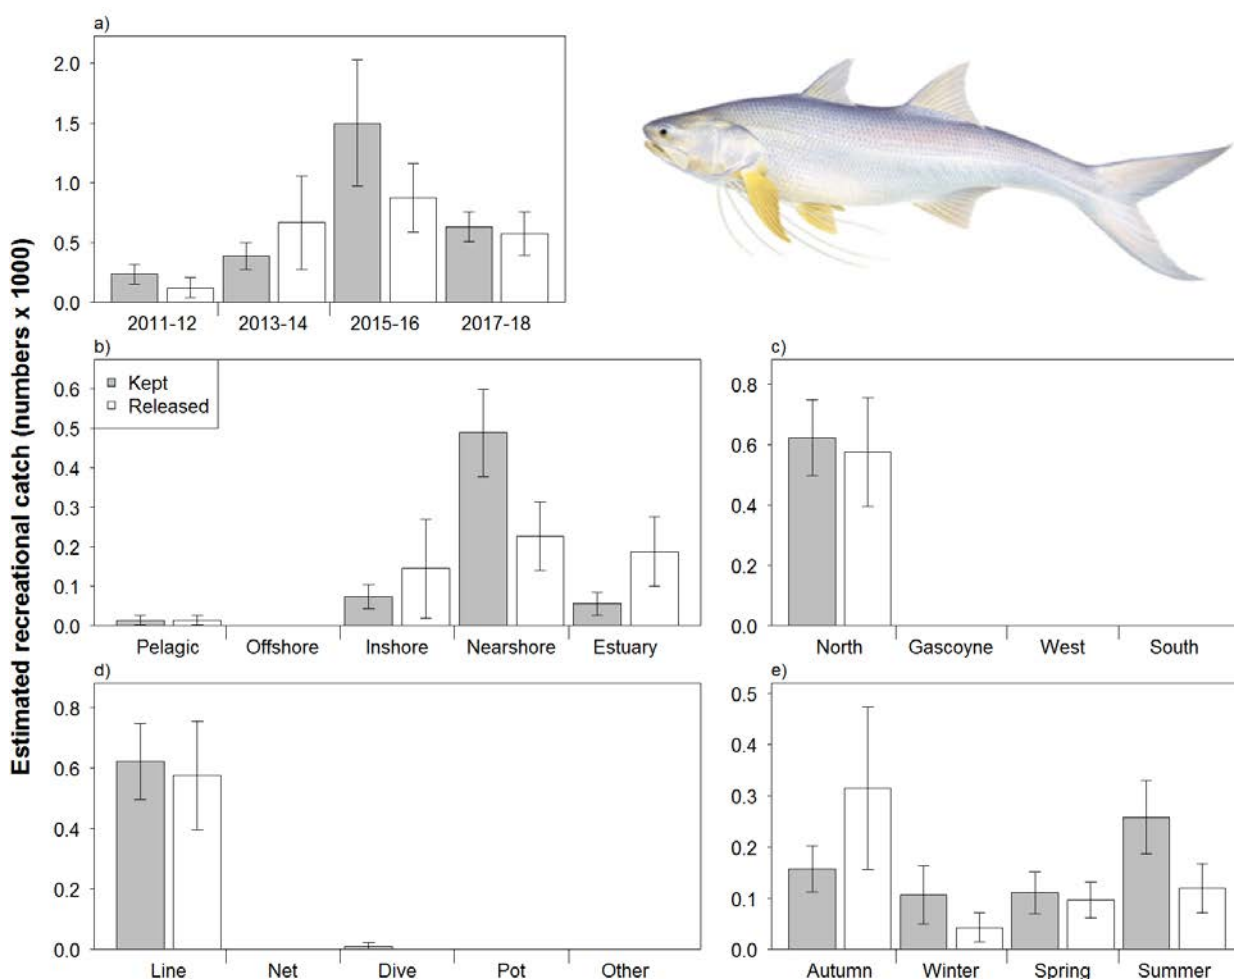 a)
2.0
1.5
1.0
0.5
0.0
2011-12 2013-14 2015-16 2017-18
Estimated recreational catch (numbers x 1000)
b)
Kept
Released
0.6
0.5
0.4
0.3
0.2
0.1
0.0
Pelagic Offshore Inshore Nearshore Estuary
c)
0.8
0.6
0.4
0.2
0.0
North Gascoyne West South
d)
0.8
0.6
0.4
0.2
0.0
Line Net Dive Pot Other
e)
0.5
0.4
0.3
0.2
0.1
0.0
Autumn Winter Spring Summer